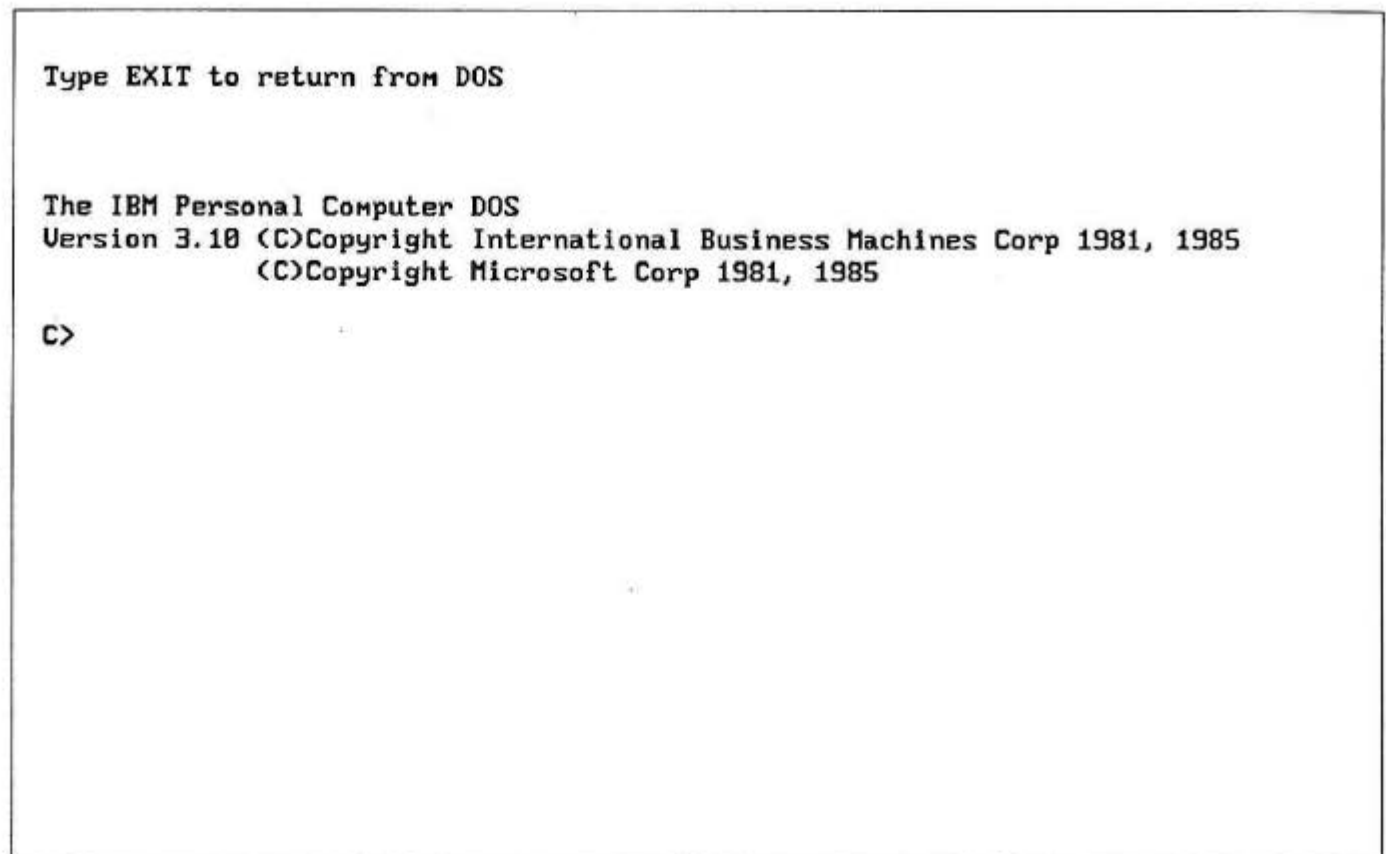 Type EXIT to return from DOS
The IBM Personal Computer DOS
Version 3.10 (C)Copyright International Business Machines Corp 1981, 1985
(C)Copyright Microsoft Corp 1981, 1985
C>